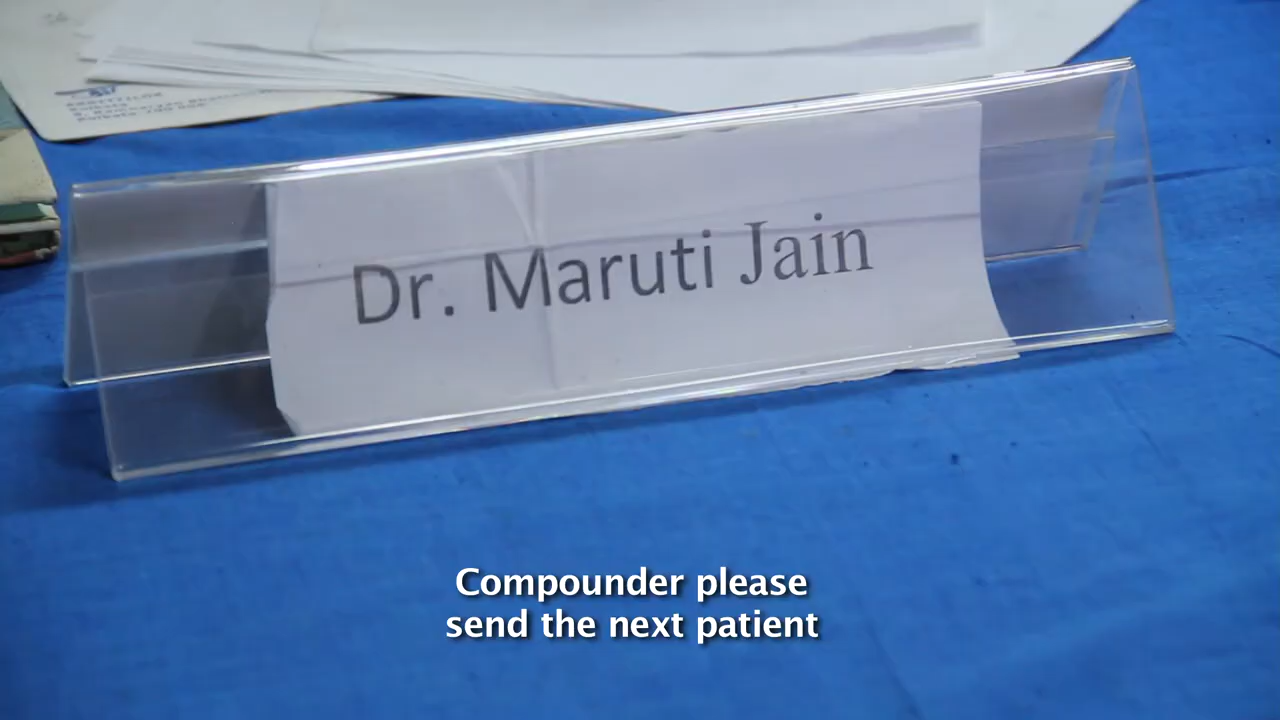 Dr. Maruti Jain
Compounder please
send the next patient